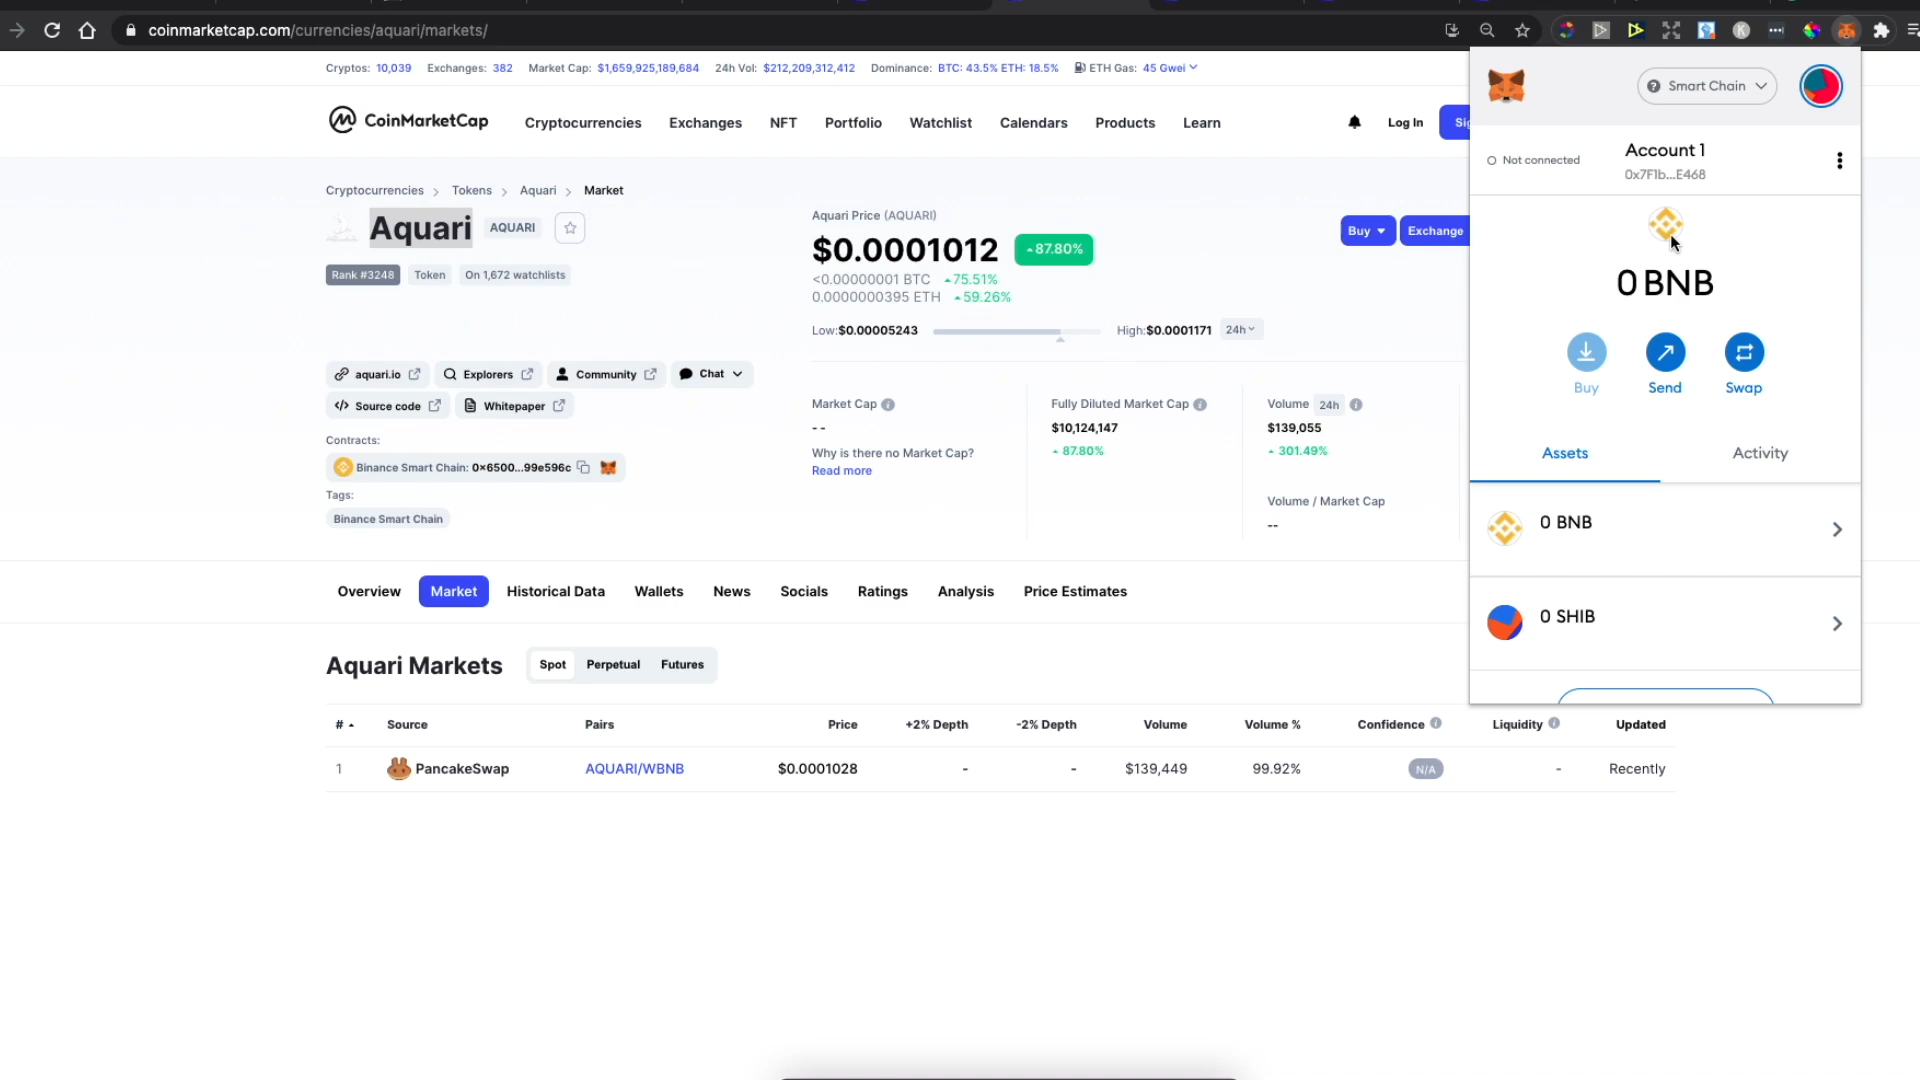 coinmarketcap.com/currencies/aquari/markets/
Cryptos: 10,039 Exchanges: 382 Market Cap: $1,659,925,189,684 24h Vol: $212,209,312,412 Dominance: BTC: 43.5% ETH: 18.5% ETH Gas: 45 Gwei
CoinMarketCap Cryptocurrencies Exchanges NFT Portfolio Watchlist Calendars Products Learn Log In
Smart Chain
Not connected
Account 1
0x7F1b...E468
0 BNB
Buy Send Swap
Assets Activity
0 BNB
0 SHIB
Cryptocurrencies Tokens Aquari Market
Aquari AQUARI
Rank #3248 Token On 1,672 watchlists
Aquari Price (AQUARI)
$0.0001012 87.80%
<0.00000001 BTC 75.51%
0.0000000395 ETH 59.26%
Low:$0.00005243 High:$0.0001171 24h
Buy Exchange
aquari.io Explorers Community Chat
Source code Whitepaper
Contracts:
Binance Smart Chain: 0x6500...99e596c
Tags:
Binance Smart Chain
Market Cap
- -
Why is there no Market Cap?
Read more
Fully Diluted Market Cap
$10,124,147
87.80%
Volume 24h
$139,055
301.49%
Volume / Market Cap
--
Overview Market Historical Data Wallets News Socials Ratings Analysis Price Estimates
Aquari Markets Spot Perpetual Futures
# Source Pairs Price +2% Depth -2% Depth Volume Volume % Confidence Liquidity Updated
1 PancakeSwap AQUARI/WBNB $0.0001028 - - $139,449 99.92% N/A - Recently